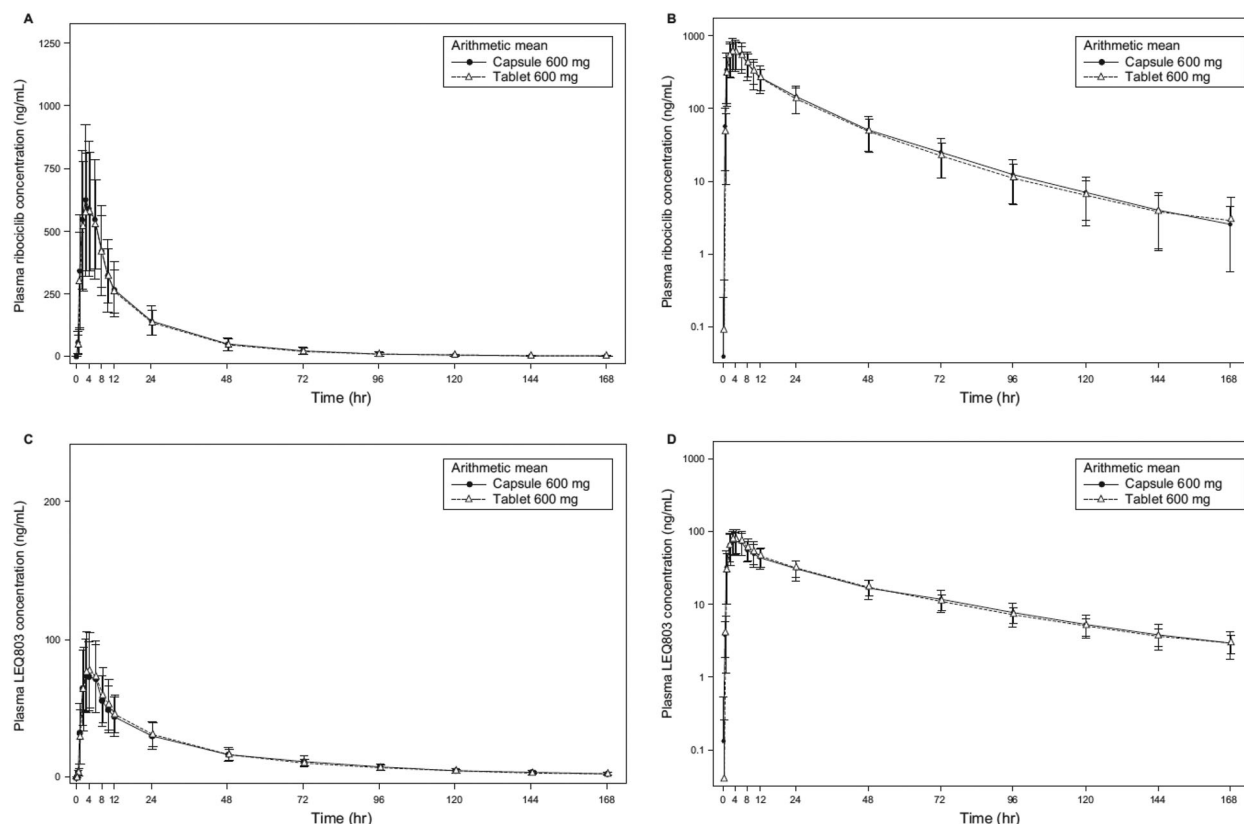 A
Plasma ribociclib concentration (ng/mL)
1250
1000
750
500
250
0
Arithmetic mean
Capsule 600 mg
Tablet 600 mg
0 4 8 12 24 48 72 96 120 144 168
Time (hr)
B
Plasma ribociclib concentration (ng/mL)
1000
100
10
1
0.1
Arithmetic mean
Capsule 600 mg
Tablet 600 mg
0 4 8 12 24 48 72 96 120 144 168
Time (hr)
C
Plasma LEQ803 concentration (ng/mL)
200
100
0
Arithmetic mean
Capsule 600 mg
Tablet 600 mg
0 4 8 12 24 48 72 96 120 144 168
Time (hr)
D
Plasma LEQ803 concentration (ng/mL)
1000
100
10
1
0.1
Arithmetic mean
Capsule 600 mg
Tablet 600 mg
0 4 8 12 24 48 72 96 120 144 168
Time (hr)